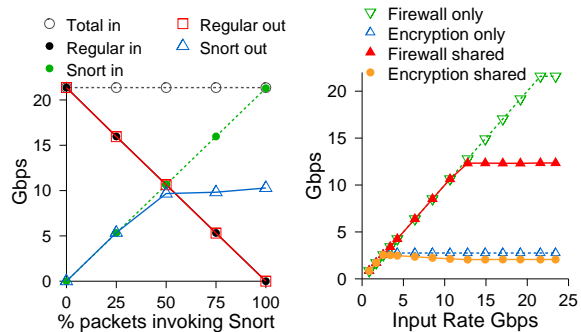 Total in
Regular in
Snort in
Regular out
Snort out
Gbps
20
15
10
5
0
0 25 50 75 100
% packets invoking Snort
Firewall only
Encryption only
Firewall shared
Encryption shared
Gbps
20
15
10
5
0
0 5 10 15 20 25
Input Rate Gbps